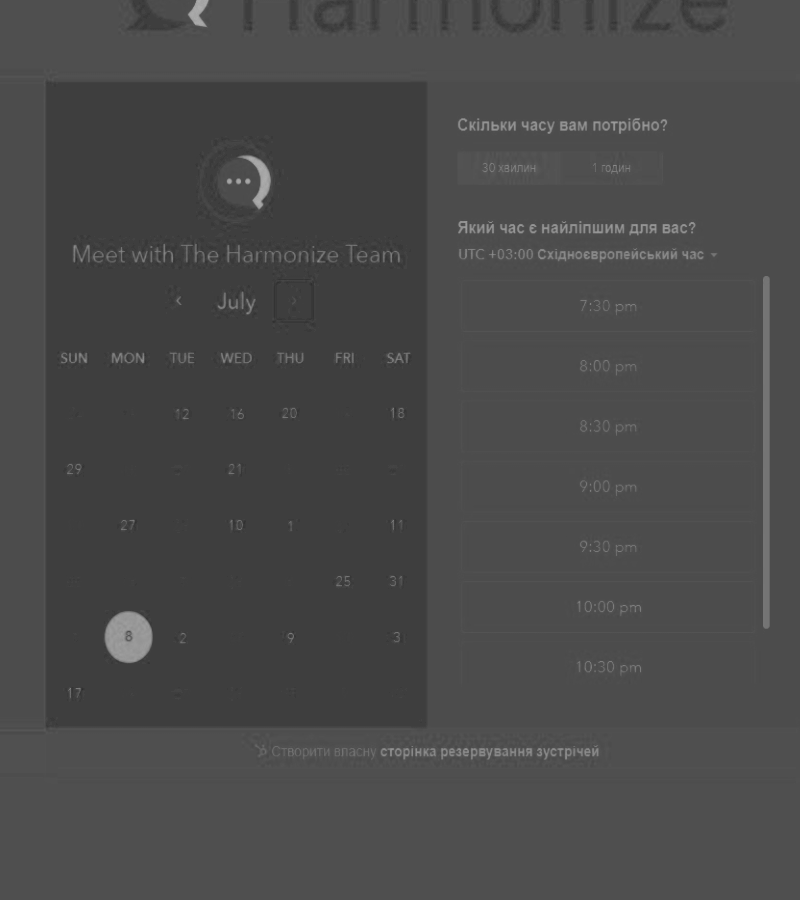 Harmonize
Meet with The Harmonize Team
July
SUN MON TUE WED THU FRI SAT
12 16 20 18
29 21
27 10 1 11
25 31
8 2 9 3
17
Скільки часу вам потрібно?
30 хвилин 1 годин
Який час є найліпшим для вас?
UTC +03:00 Східноєвропейський час
7:30 pm
8:00 pm
8:30 pm
9:00 pm
9:30 pm
10:00 pm
10:30 pm
Створити власну сторінка резервування зустрічей